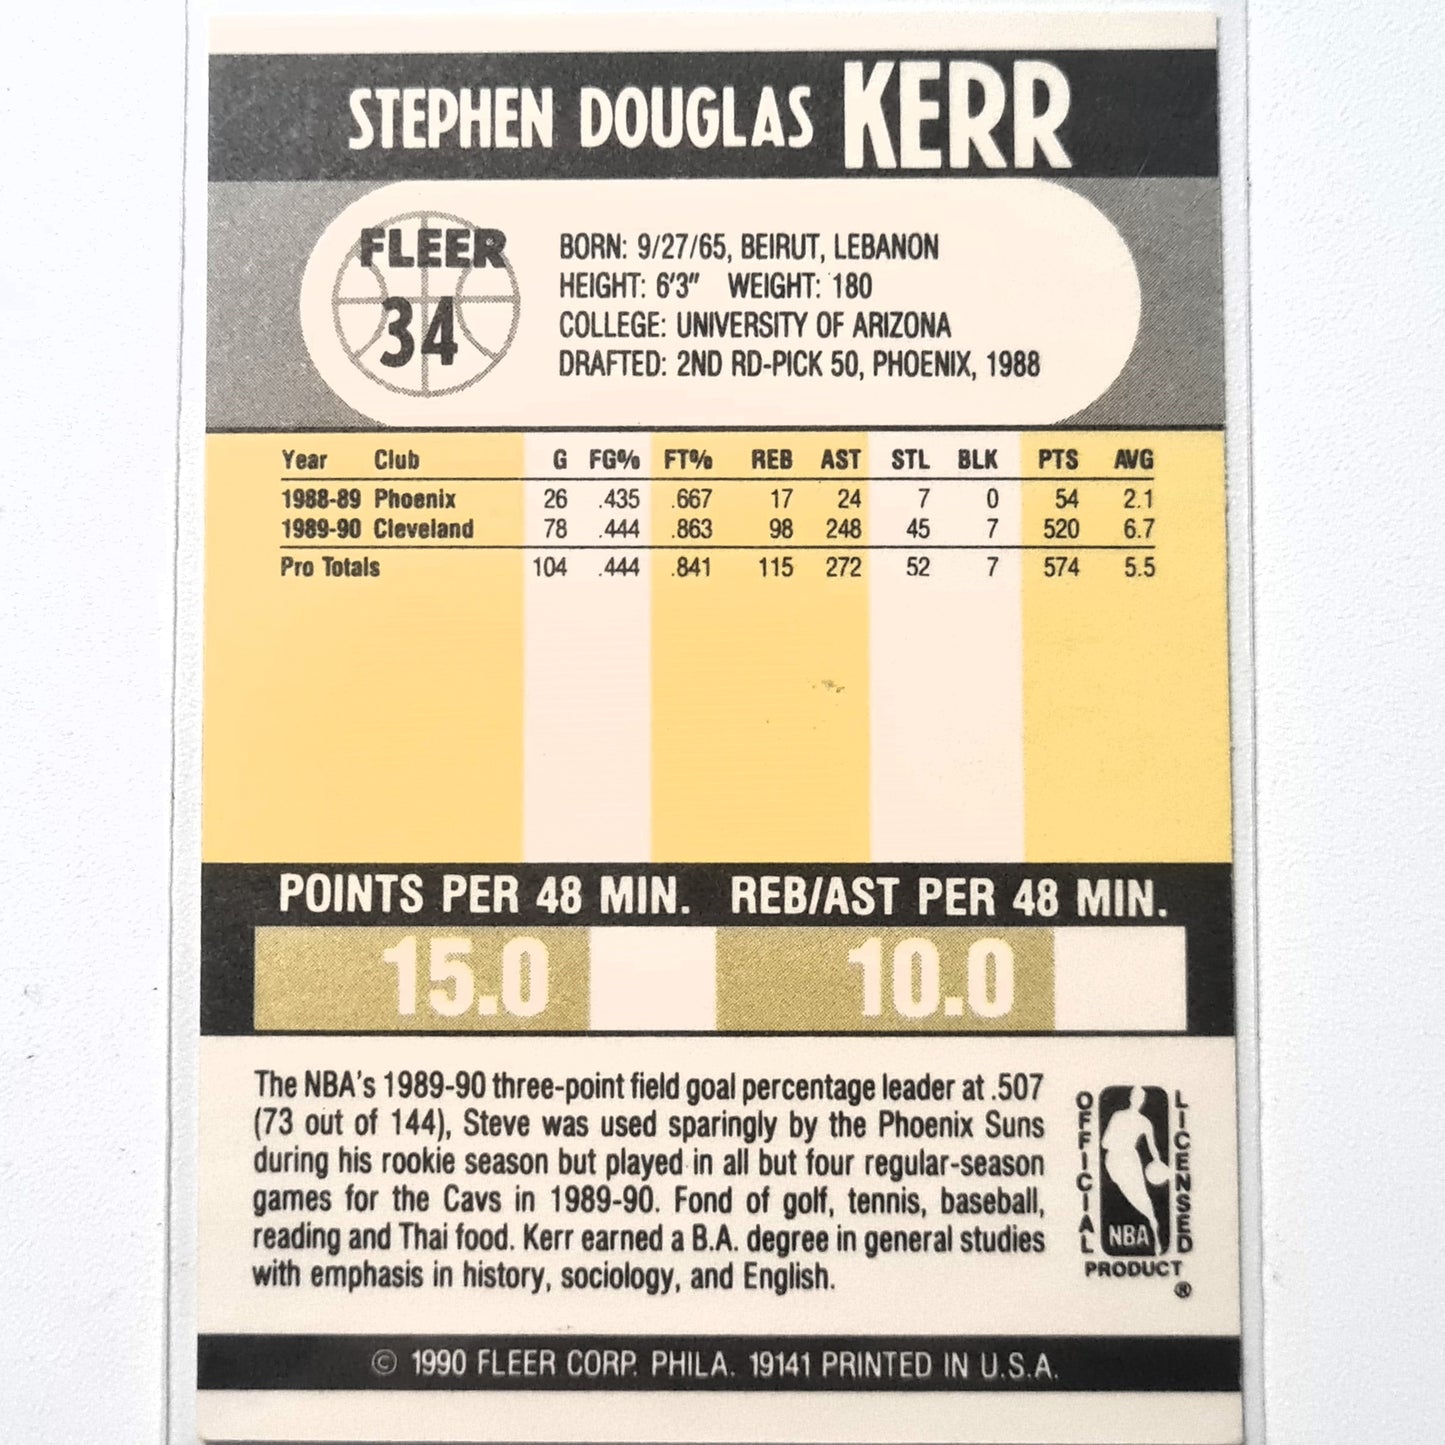 STEPHEN DOUGLAS KERR
FLEER
34
BORN: 9/27/65, BEIRUT, LEBANON
HEIGHT: 6'3" WEIGHT: 180
COLLEGE: UNIVERSITY OF ARIZONA
DRAFTED: 2ND RD-PICK 50, PHOENIX, 1988
Year Club G FG% FT% REB AST STL BLK PTS AVG
1988-89 Phoenix 26 .435 .667 17 24 7 0 54 2.1
1989-90 Cleveland 78 .444 .863 98 248 45 7 520 6.7
Pro Totals 104 .444 .841 115 272 52 7 574 5.5
POINTS PER 48 MIN. REB/AST PER 48 MIN.
15.0 10.0
The NBA's 1989-90 three-point field goal percentage leader at .507
(73 out of 144), Steve was used sparingly by the Phoenix Suns
during his rookie season but played in all but four regular-season
games for the Cavs in 1989-90. Fond of golf, tennis, baseball,
reading and Thai food. Kerr earned a B.A. degree in general studies
with emphasis in history, sociology, and English.
OFFICIAL
NBA
LICENSED
PRODUCT
®
© 1990 FLEER CORP. PHILA. 19141 PRINTED IN U.S.A.